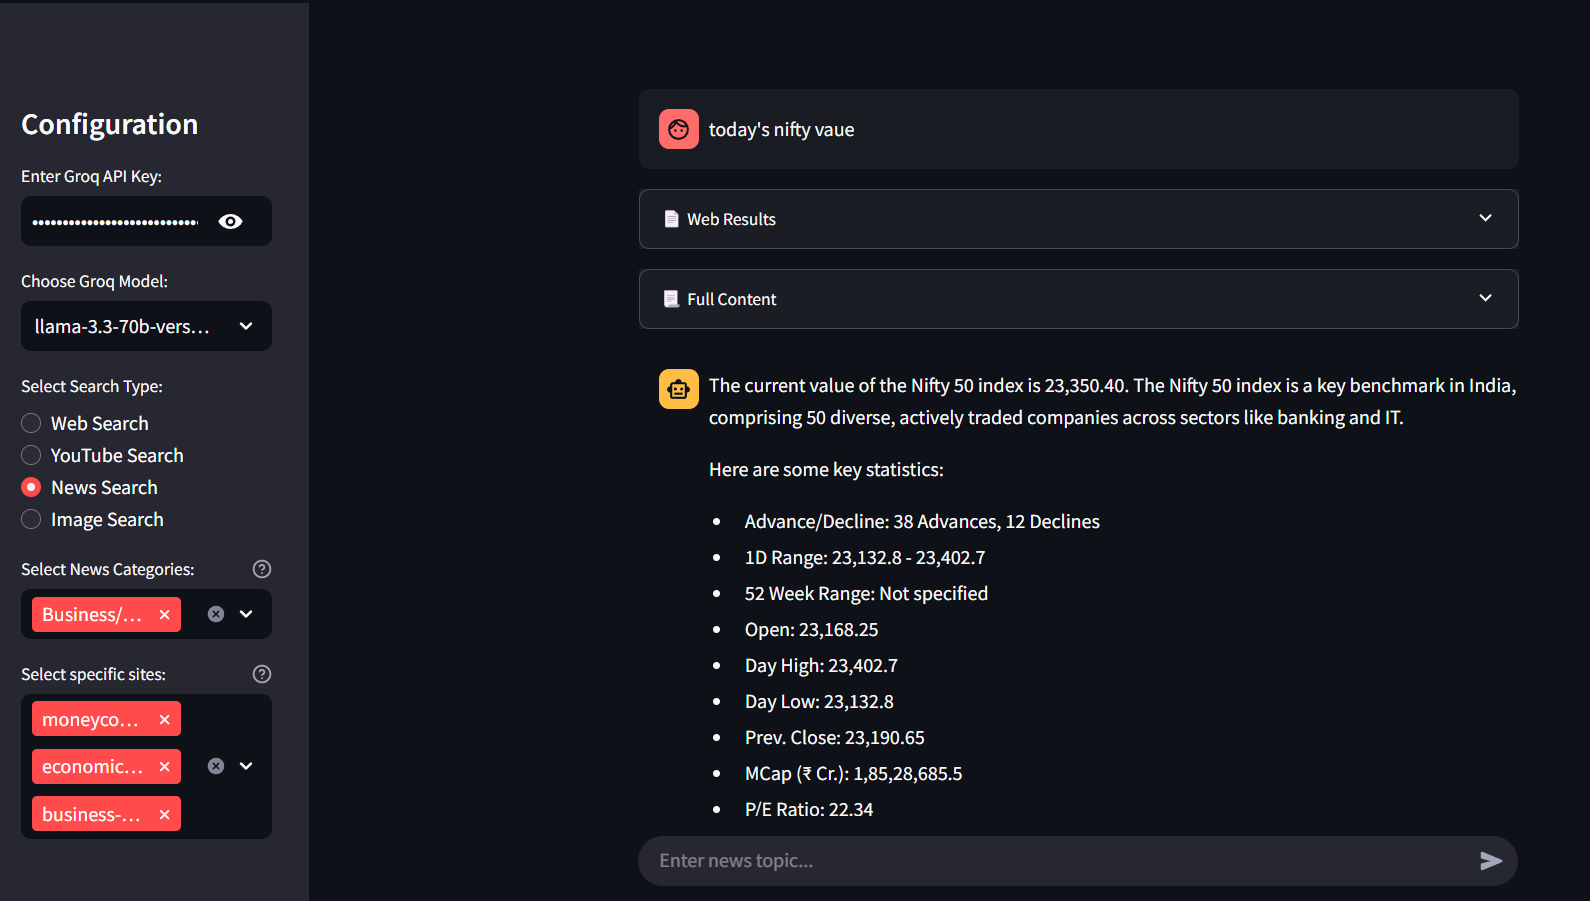 Configuration
Enter Groq API Key:
••••••••••••••••••••••••••••
Choose Groq Model:
llama-3.3-70b-vers...
Select Search Type:
Web Search
YouTube Search
News Search
Image Search
Select News Categories:
Business/...
Select specific sites:
moneyco...
economic...
business-...
today's nifty vaue
Web Results
Full Content
The current value of the Nifty 50 index is 23,350.40. The Nifty 50 index is a key benchmark in India,
comprising 50 diverse, actively traded companies across sectors like banking and IT.
Here are some key statistics:
• Advance/Decline: 38 Advances, 12 Declines
• 1D Range: 23,132.8 - 23,402.7
• 52 Week Range: Not specified
• Open: 23,168.25
• Day High: 23,402.7
• Day Low: 23,132.8
• Prev. Close: 23,190.65
• MCap (₹ Cr.): 1,85,28,685.5
• P/E Ratio: 22.34
Enter news topic...